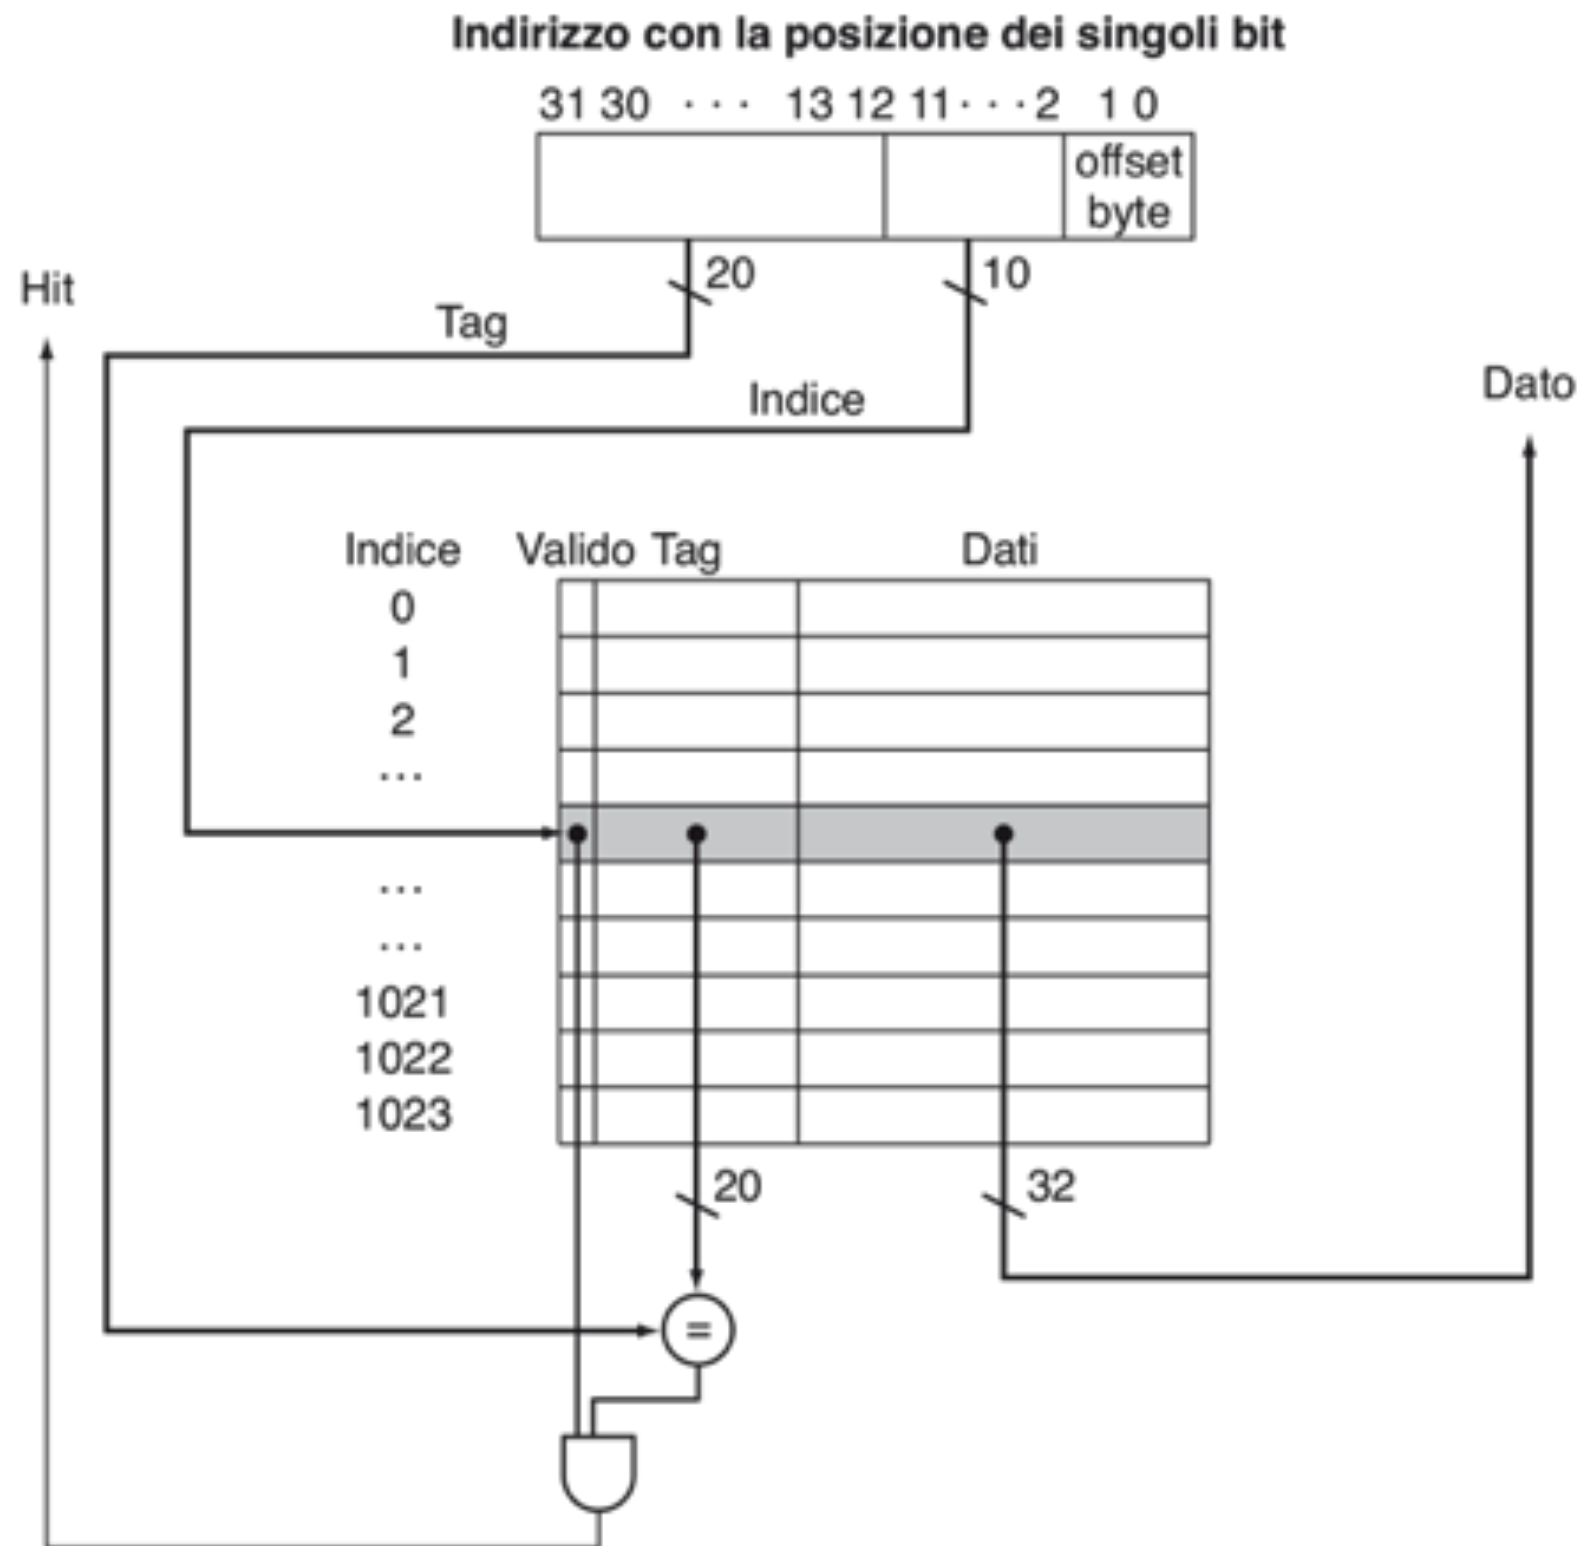 Indirizzo con la posizione dei singoli bit
31 30 · · · 13 12 11 · · · 2 1 0
offset
byte
20 10
Hit
Tag
Indice
Dato
Indice Valido Tag Dati
0
1
2
...
...
...
1021
1022
1023
20 32
=